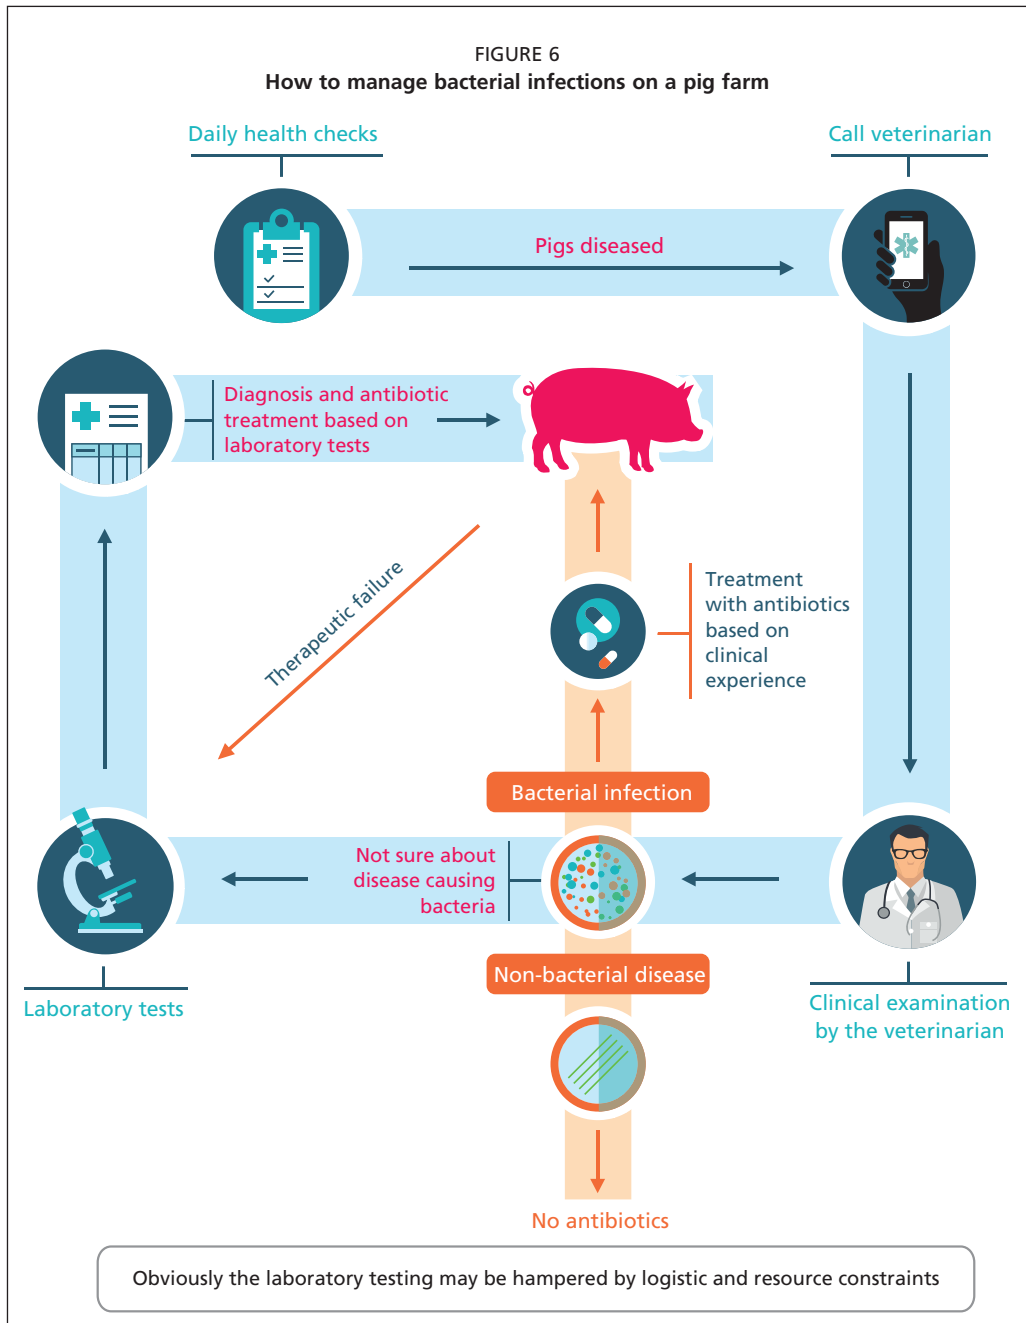 FIGURE 6
How to manage bacterial infections on a pig farm
Daily health checks
Call veterinarian
Pigs diseased
Diagnosis and antibiotic
treatment based on
laboratory tests
Therapeutic failure
Treatment
with antibiotics
based on
clinical
experience
Bacterial infection
Not sure about
disease causing
bacteria
Non-bacterial disease
Laboratory tests
Clinical examination
by the veterinarian
No antibiotics
Obviously the laboratory testing may be hampered by logistic and resource constraints